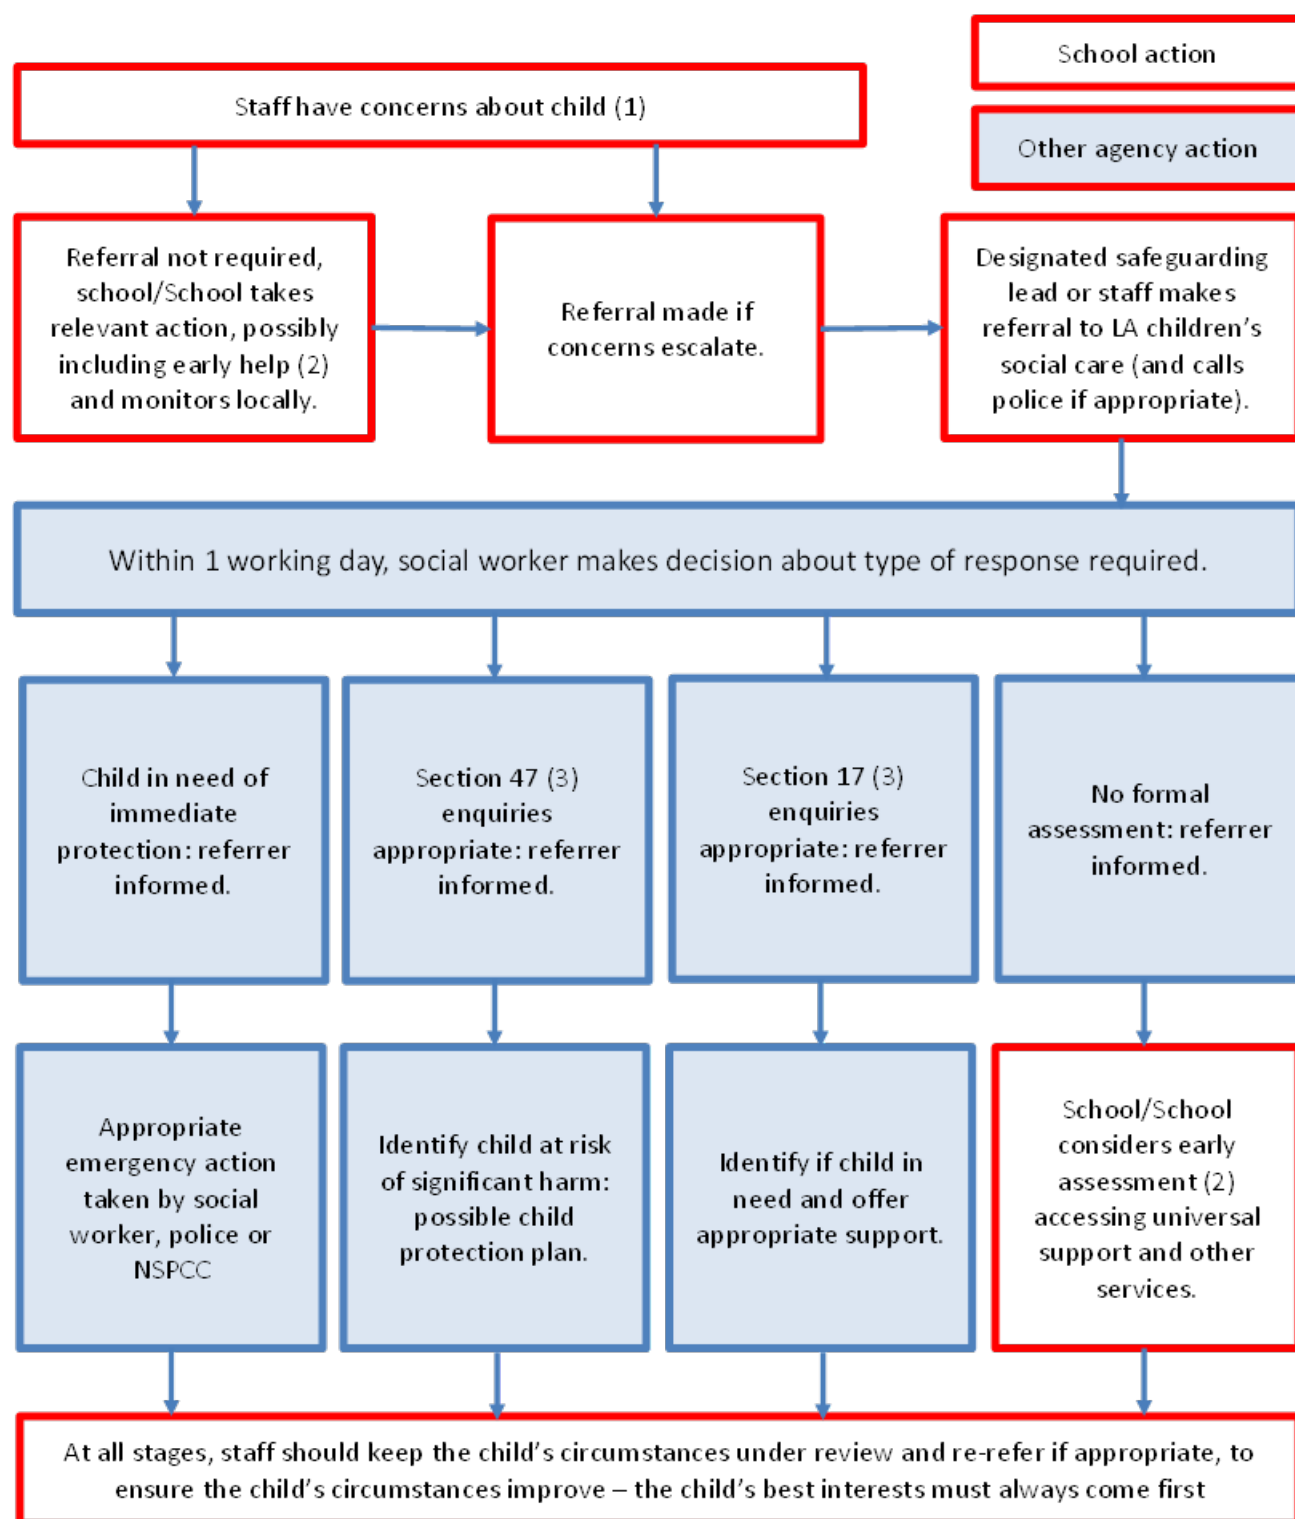 School action
Staff have concerns about child (1)
Other agency action
Referral not required,
school/School takes
relevant action, possibly
including early help (2)
and monitors locally.
Referral made if
concerns escalate.
Designated safeguarding
lead or staff makes
referral to LA children’s
social care (and calls
police if appropriate).
Within 1 working day, social worker makes decision about type of response required.
Child in need of
immediate
protection: referrer
informed.
Section 47 (3)
enquiries
appropriate: referrer
informed.
Section 17 (3)
enquiries
appropriate: referrer
informed.
No formal
assessment: referrer
informed.
Appropriate
emergency action
taken by social
worker, police or
NSPCC
Identify child at risk
of significant harm:
possible child
protection plan.
Identify if child in
need and offer
appropriate support.
School/School
considers early
assessment (2)
accessing universal
support and other
services.
At all stages, staff should keep the child’s circumstances under review and re-refer if appropriate, to
ensure the child’s circumstances improve – the child’s best interests must always come first